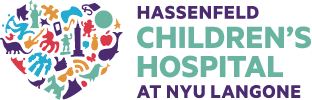 HASSENFELD
CHILDREN'S
HOSPITAL
AT NYU LANGONE